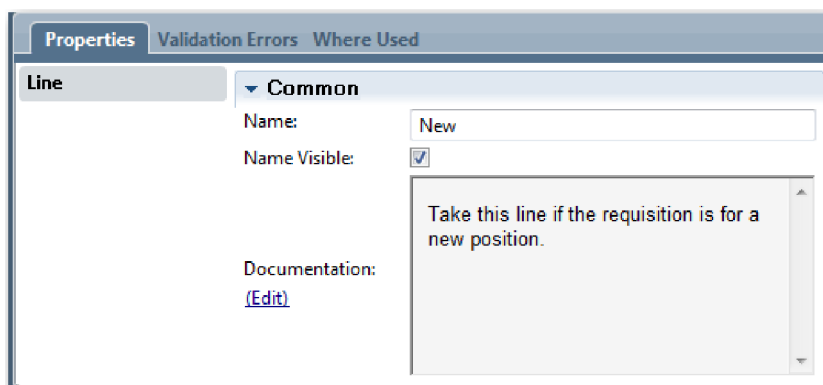 Properties Validation Errors Where Used
Line
Common
Name: New
Name Visible:
Take this line if the requisition is for a
new position.
Documentation:
(Edit)